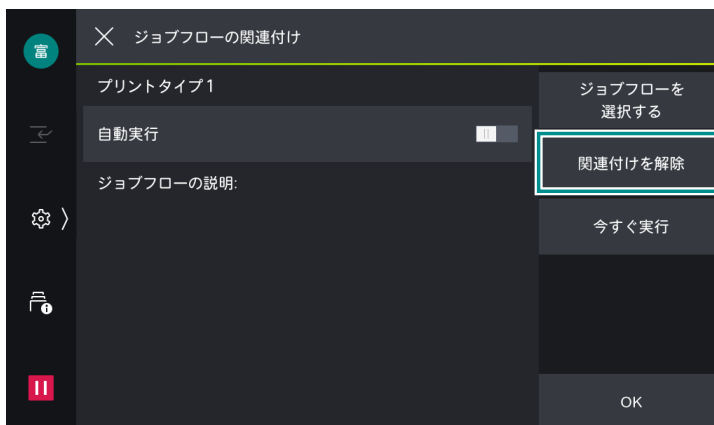 富
ジョブフローの関連付け
プリントタイプ1
自動実行
ジョブフローの説明:
ジョブフローを
選択する
関連付けを解除
今すぐ実行
OK